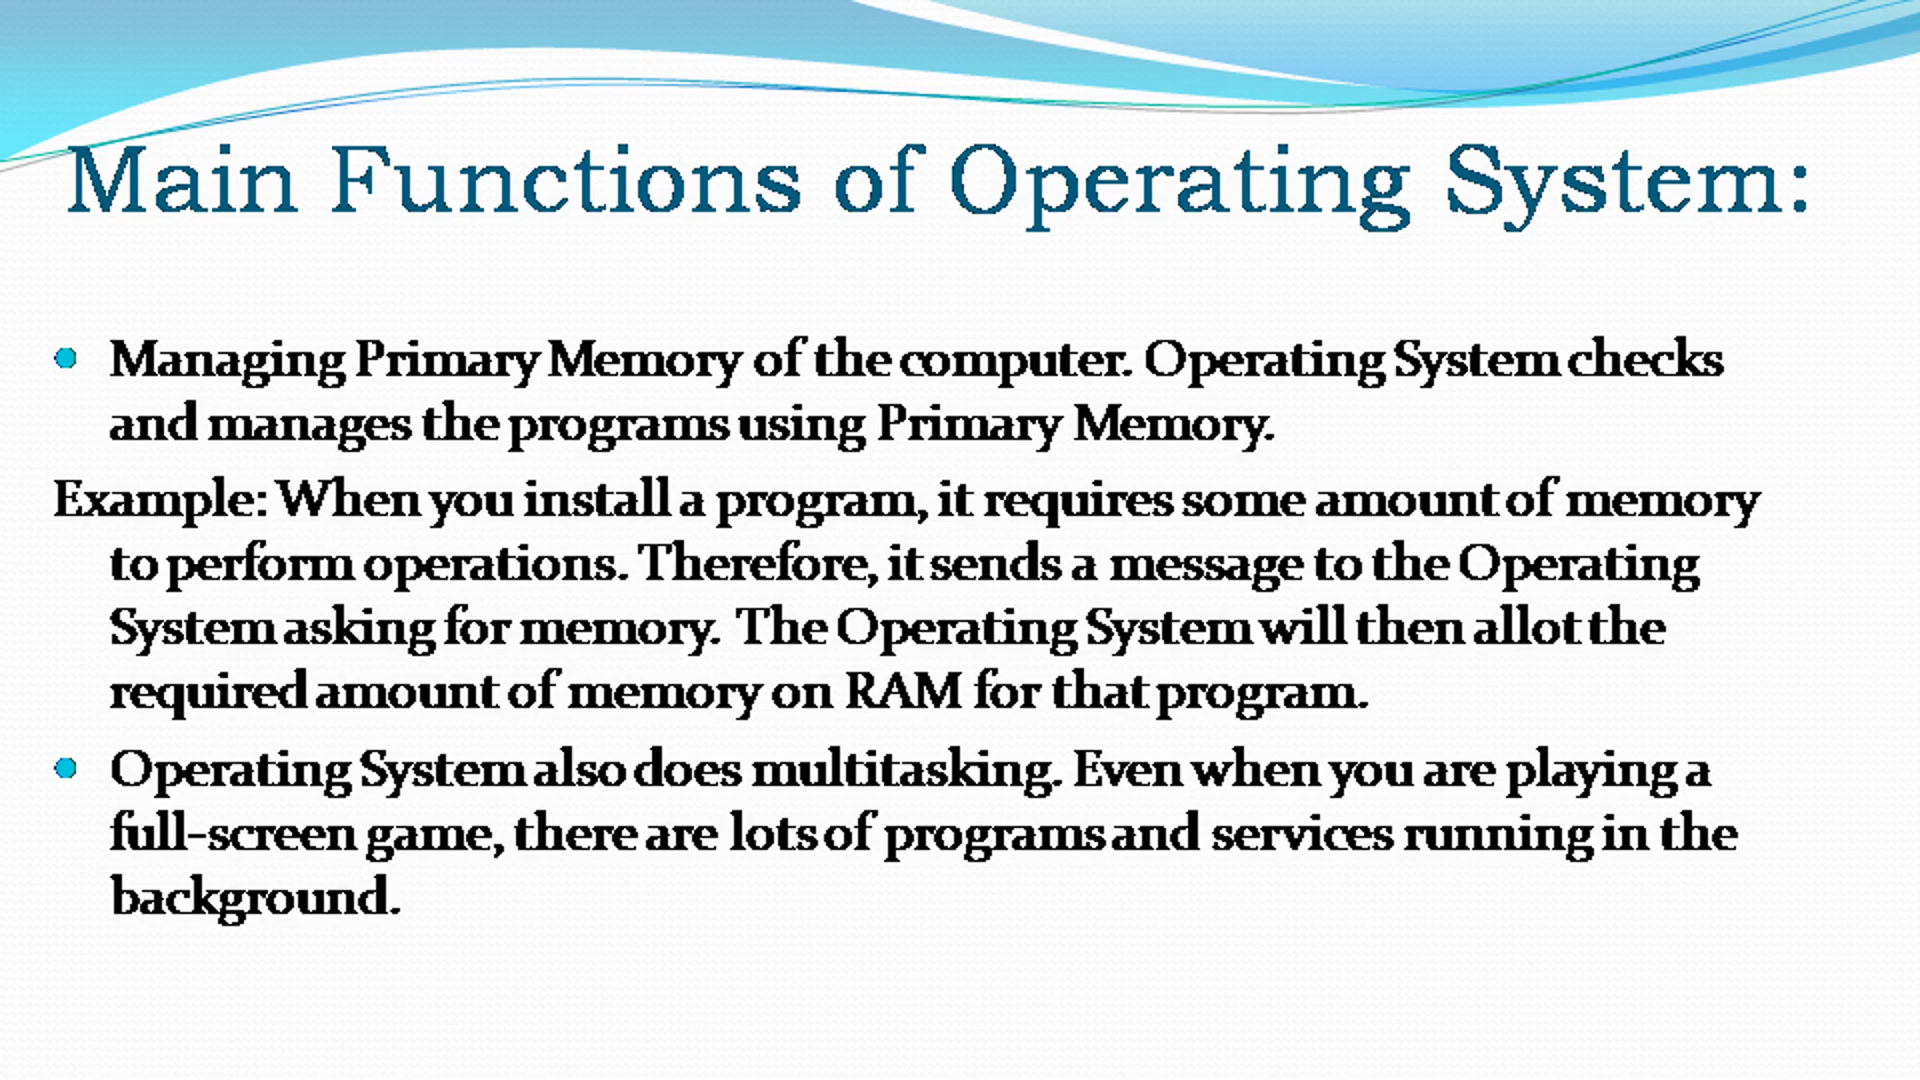 Main Functions of Operating System:
Managing Primary Memory of the computer. Operating System checks
and manages the programs using Primary Memory.
Example: When you install a program, it requires some amount of memory
to perform operations. Therefore, it sends a message to the Operating
System asking for memory. The Operating System will then allot the
required amount of memory on RAM for that program.
Operating System also does multitasking. Even when you are playing a
full-screen game, there are lots of programs and services running in the
background.